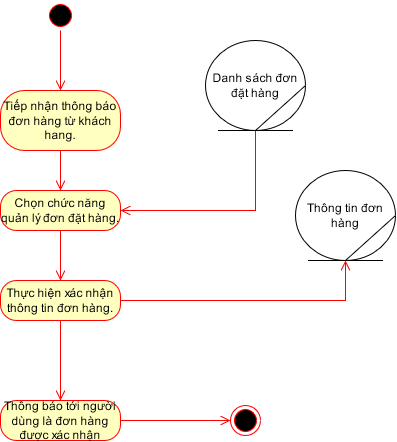 Tiếp nhận thông báo
đơn hàng từ khách
hang.
Danh sách đơn
đặt hàng
Chọn chức năng
quản lý đơn đặt hàng.
Thông tin đơn
hàng
Thực hiện xác nhận
thông tin đơn hàng.
Thông báo tới người
dùng là đơn hàng
được xác nhận